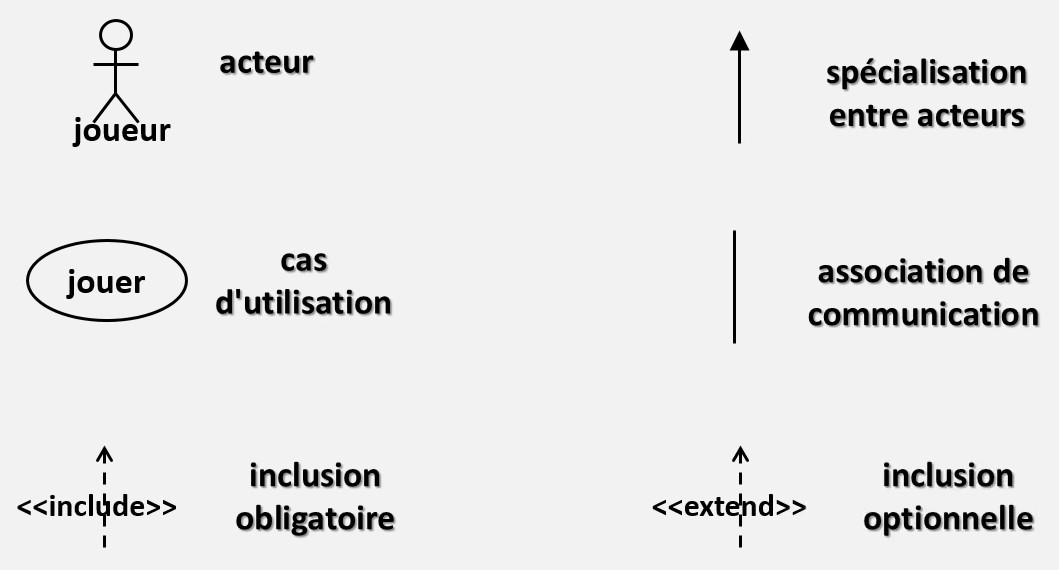 acteur
joueur
spécialisation
entre acteurs
jouer
cas
d'utilisation
association de
communication
<<include>>
inclusion
obligatoire
<<extend>>
inclusion
optionnelle